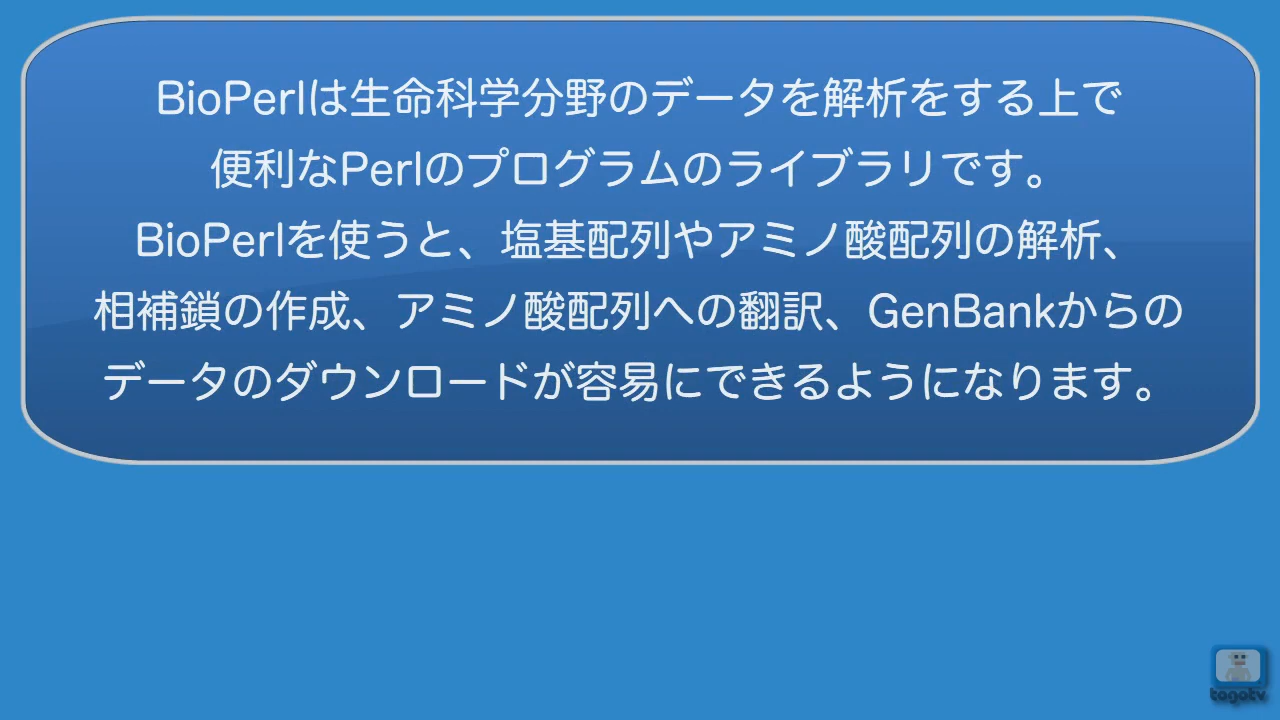 BioPerlは生命科学分野のデータを解析をする上で
便利なPerlのプログラムのライブラリです。
BioPerlを使うと、塩基配列やアミノ酸配列の解析、
相補鎖の作成、アミノ酸配列への翻訳、GenBankからの
データのダウンロードが容易にできるようになります。
togotv